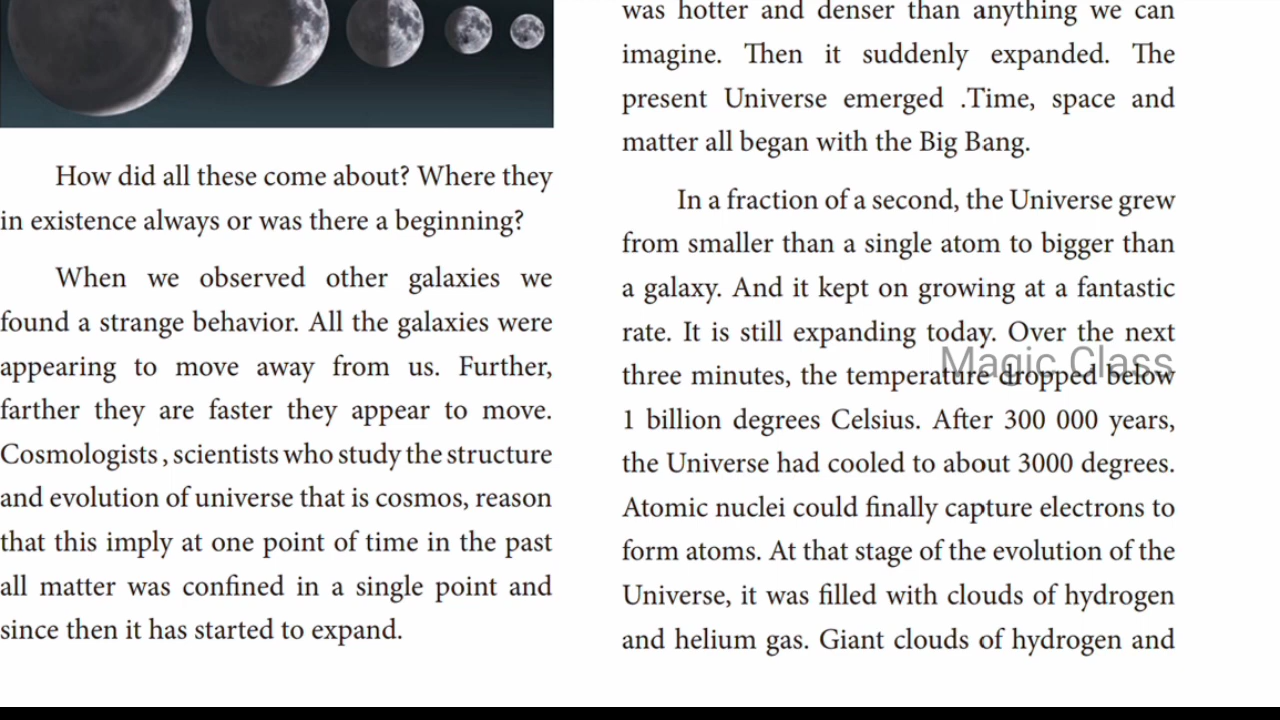 How did all these come about? Where they
in existence always or was there a beginning?
When we observed other galaxies we
found a strange behavior. All the galaxies were
appearing to move away from us. Further,
farther they are faster they appear to move.
Cosmologists , scientists who study the structure
and evolution of universe that is cosmos, reason
that this imply at one point of time in the past
all matter was confined in a single point and
since then it has started to expand.
was hotter and denser than anything we can
imagine. Then it suddenly expanded. The
present Universe emerged .Time, space and
matter all began with the Big Bang.
In a fraction of a second, the Universe grew
from smaller than a single atom to bigger than
a galaxy. And it kept on growing at a fantastic
rate. It is still expanding today. Over the next
Magic Class
three minutes, the temperature dropped below
1 billion degrees Celsius. After 300 000 years,
the Universe had cooled to about 3000 degrees.
Atomic nuclei could finally capture electrons to
form atoms. At that stage of the evolution of the
Universe, it was filled with clouds of hydrogen
and helium gas. Giant clouds of hydrogen and